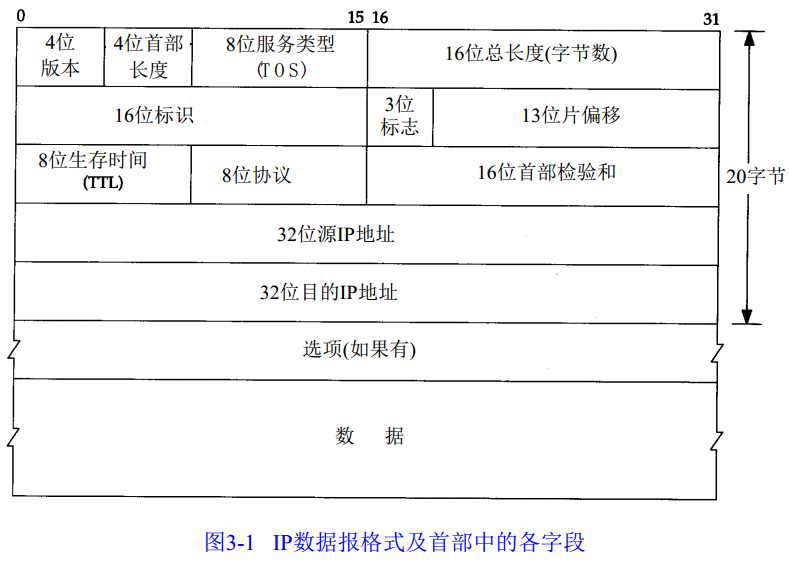 0 15 16 31
4位版本 4位首部长度 8位服务类型(TOS) 16位总长度(字节数)
16位标识 3位标志 13位片偏移
8位生存时间(TTL) 8位协议 16位首部检验和
20字节
32位源IP地址
32位目的IP地址
选项(如果有)
数 据
图3-1 IP数据报格式及首部中的各字段